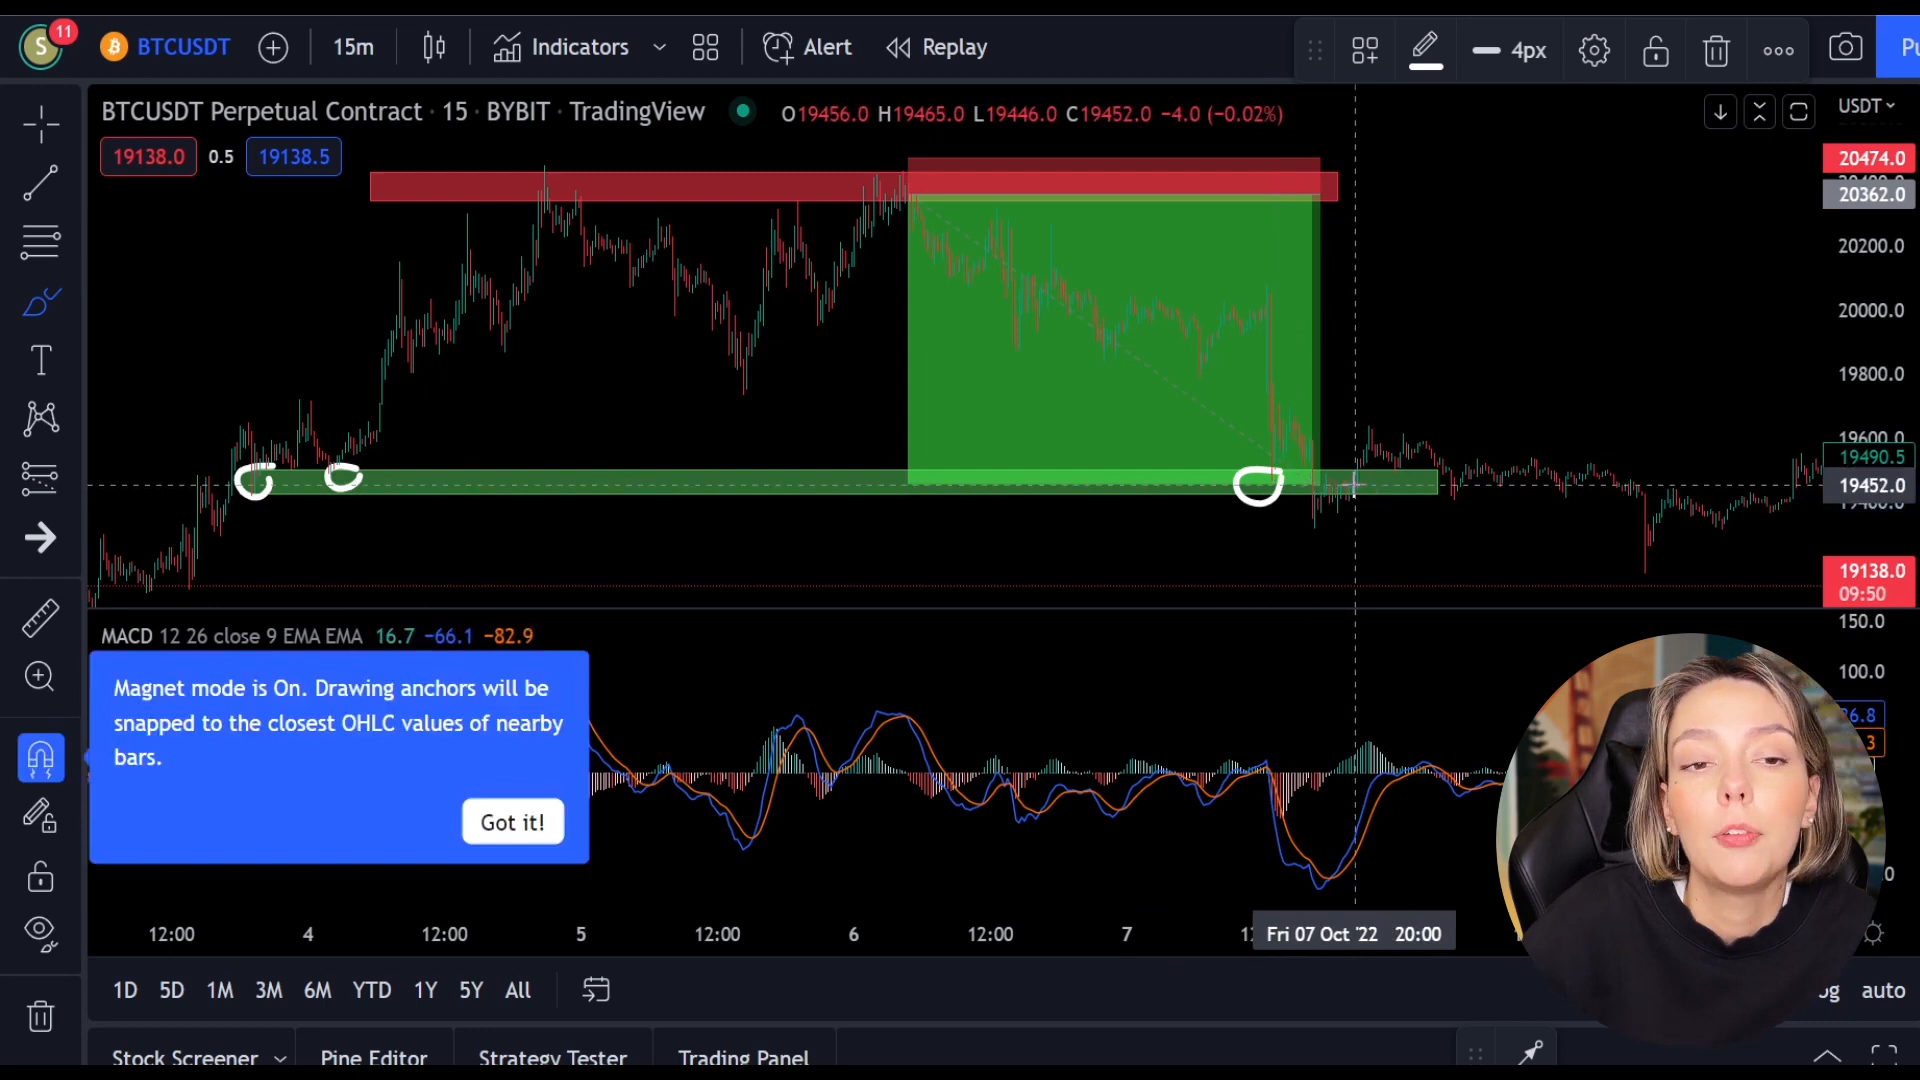 S 11 BTCUSDT 15m Indicators Alert Replay 4px Pu
BTCUSDT Perpetual Contract · 15 · BYBIT · TradingView O19456.0 H19465.0 L19446.0 C19452.0 −4.0 (−0.02%) USDT
19138.0 0.5 19138.5
20474.0
20362.0
20200.0
20000.0
19800.0
19600.0
19490.5
19452.0
19138.0
09:50
MACD 12 26 close 9 EMA EMA 16.7 −66.1 −82.9
150.0
100.0
Magnet mode is On. Drawing anchors will be
snapped to the closest OHLC values of nearby
bars.
Got it!
12:00 4 12:00 5 12:00 6 12:00 7 Fri 07 Oct '22 20:00
1D 5D 1M 3M 6M YTD 1Y 5Y All auto
Stock Screener Pine Editor Strategy Tester Trading Panel